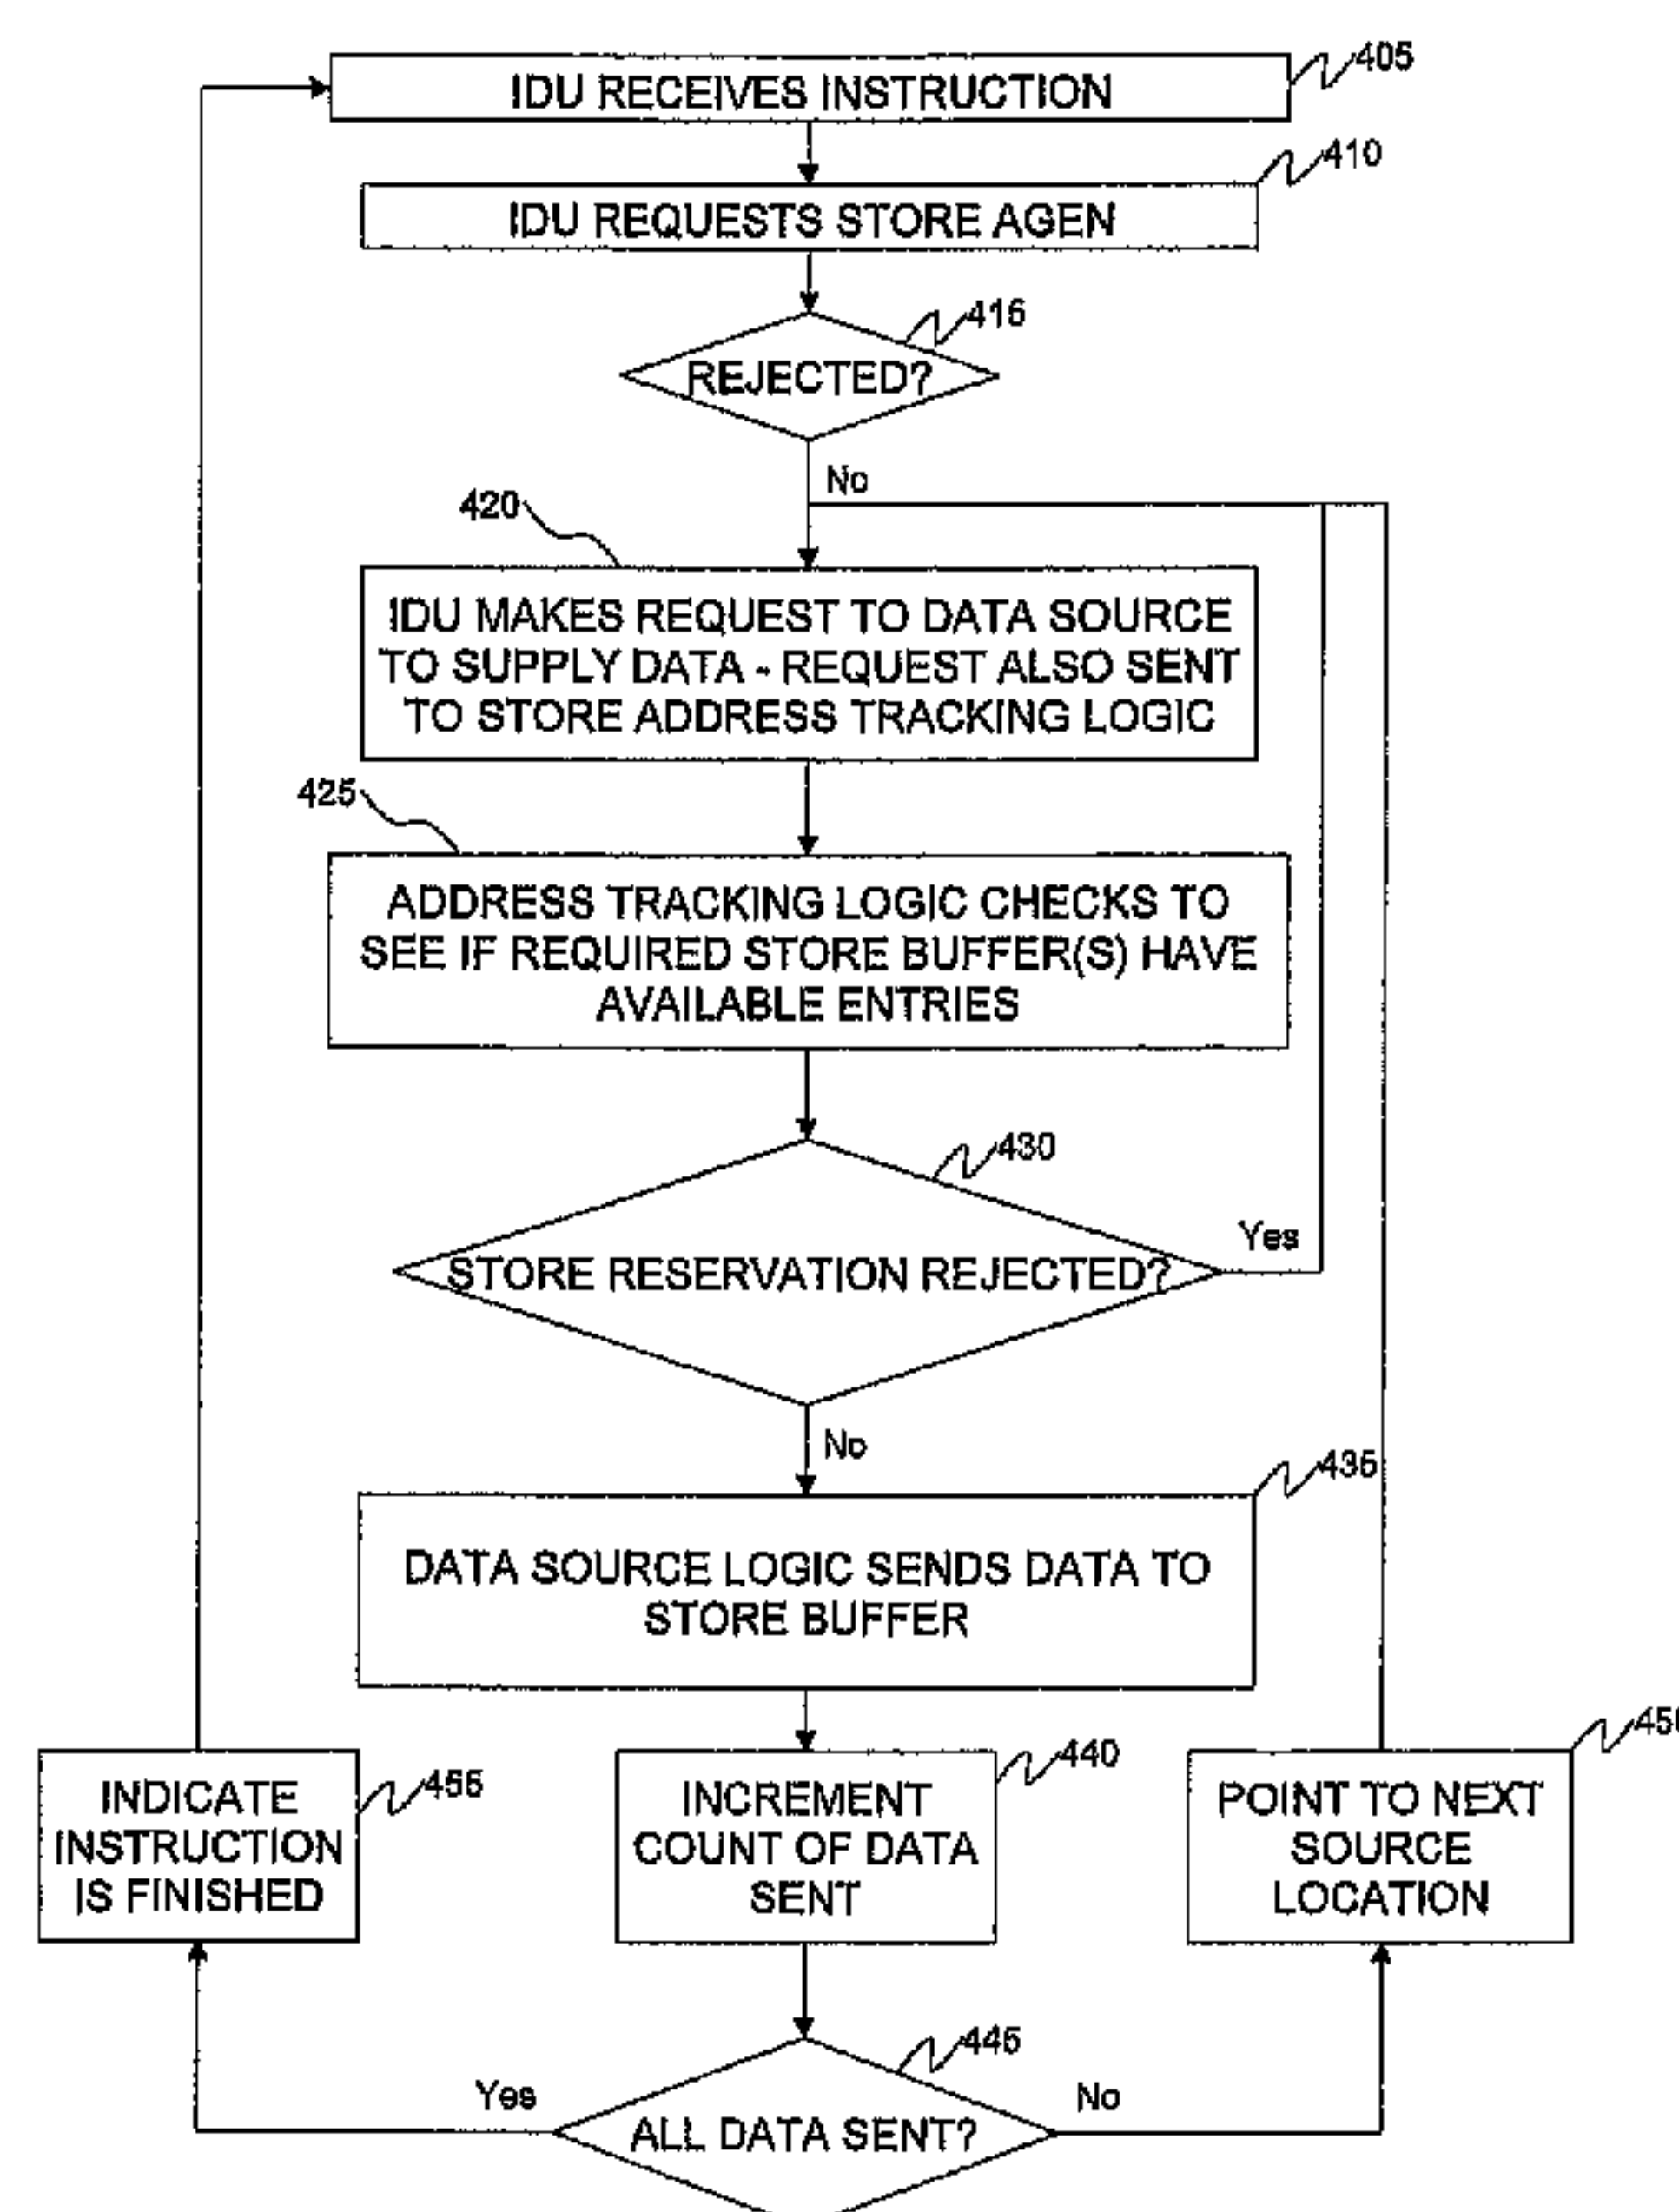 IDU RECEIVES INSTRUCTION
405
410
IDU REQUESTS STORE AGEN
415
REJECTED?
No
420
IDU MAKES REQUEST TO DATA SOURCE
TO SUPPLY DATA - REQUEST ALSO SENT
TO STORE ADDRESS TRACKING LOGIC
425
ADDRESS TRACKING LOGIC CHECKS TO
SEE IF REQUIRED STORE BUFFER(S) HAVE
AVAILABLE ENTRIES
430
Yes
STORE RESERVATION REJECTED?
No
435
DATA SOURCE LOGIC SENDS DATA TO
STORE BUFFER
INDICATE
INSTRUCTION
IS FINISHED
455
INCREMENT
COUNT OF DATA
SENT
440
POINT TO NEXT
SOURCE
LOCATION
450
445
Yes
No
ALL DATA SENT?